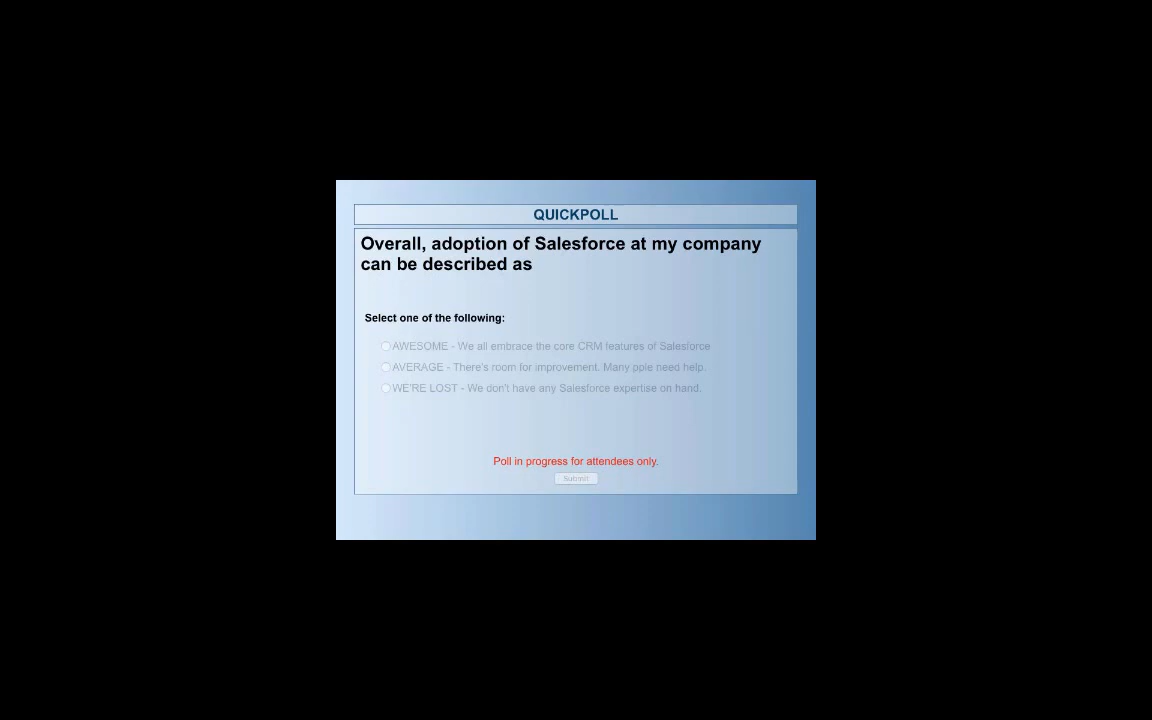 QUICKPOLL
Overall, adoption of Salesforce at my company
can be described as
Select one of the following:
AWESOME - We all embrace the core CRM features of Salesforce
AVERAGE - There's room for improvement. Many pple need help.
WE'RE LOST - We don't have any Salesforce expertise on hand.
Poll in progress for attendees only.
Submit